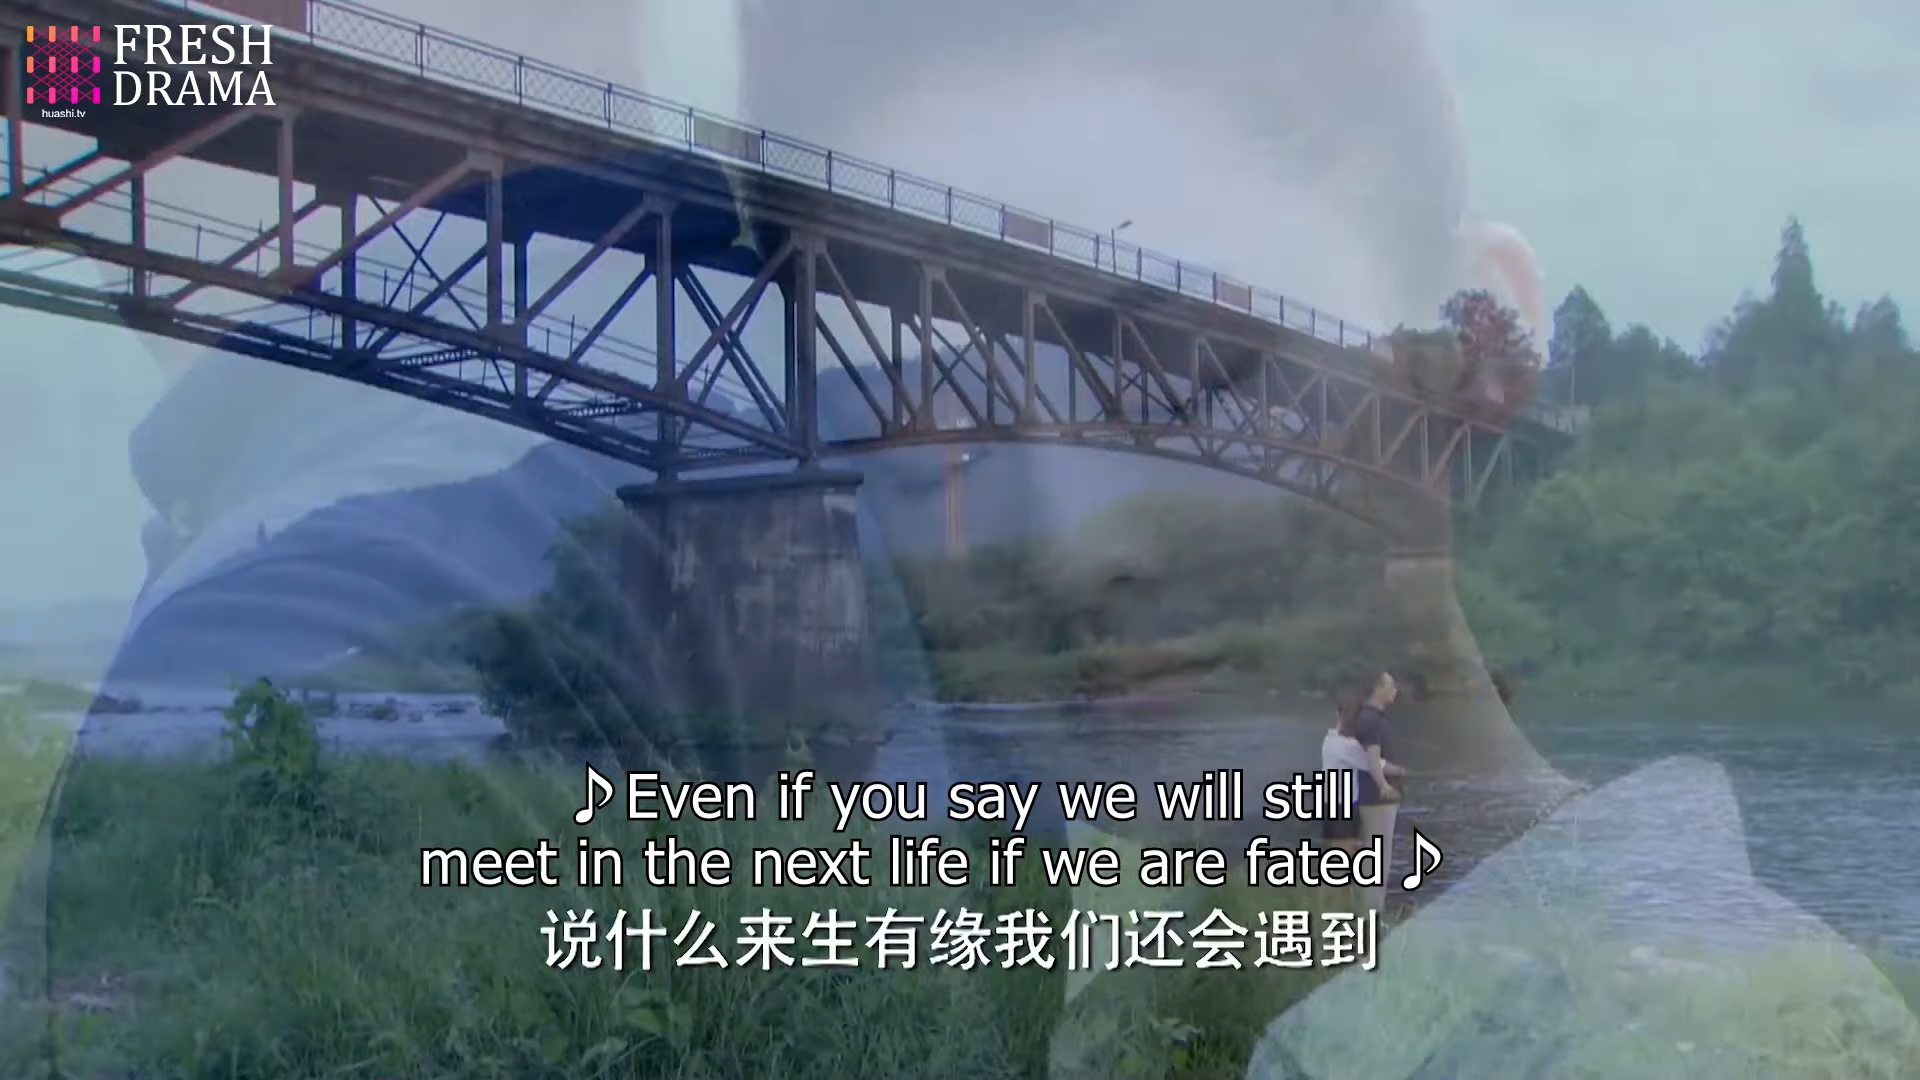 FRESH
DRAMA
huashi.tv
♪Even if you say we will still
meet in the next life if we are fated♪
说什么来生有缘我们还会遇到